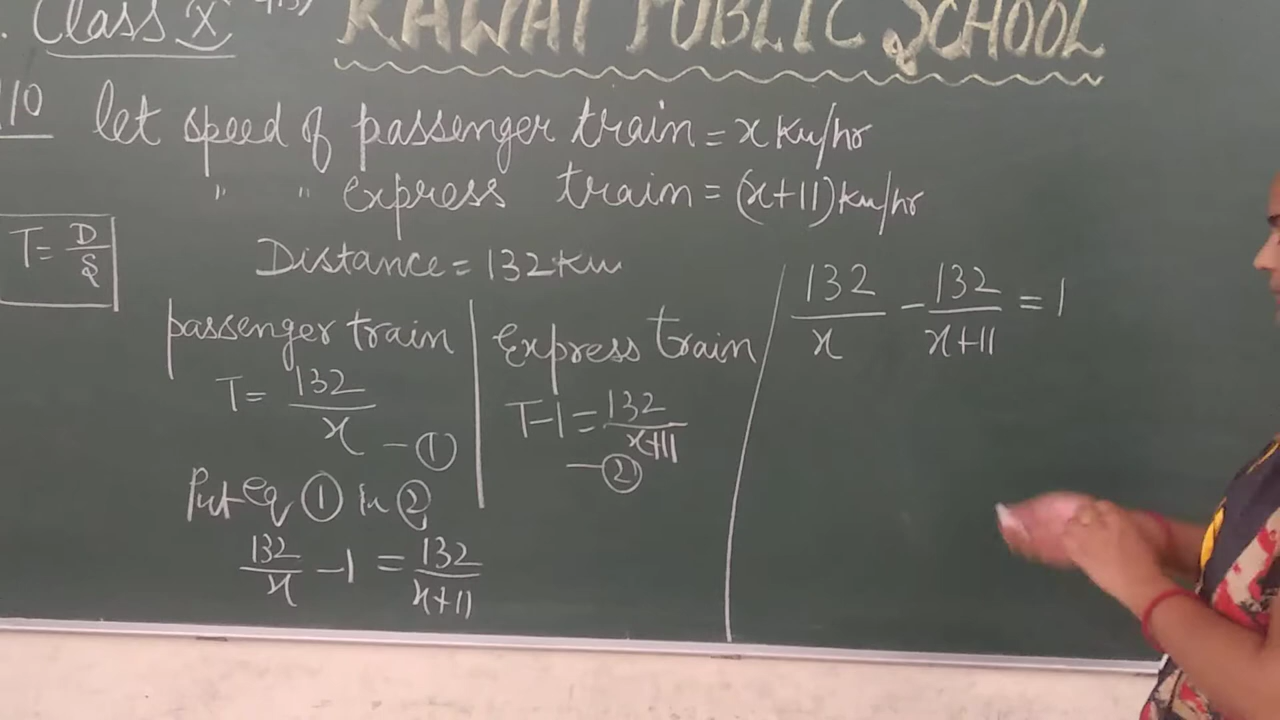 Class X
KAWAI PUBLIC SCHOOL
10 let speed of passenger train = x Km/hr
" " express train = (x+11) Km/hr
T = D/S
Distance = 132 Km
passenger train
T = 132/x — ①
Put eq ① in ②
132/x - 1 = 132/x+11
Express train
T-1 = 132/x+11
— ②
132/x - 132/x+11 = 1